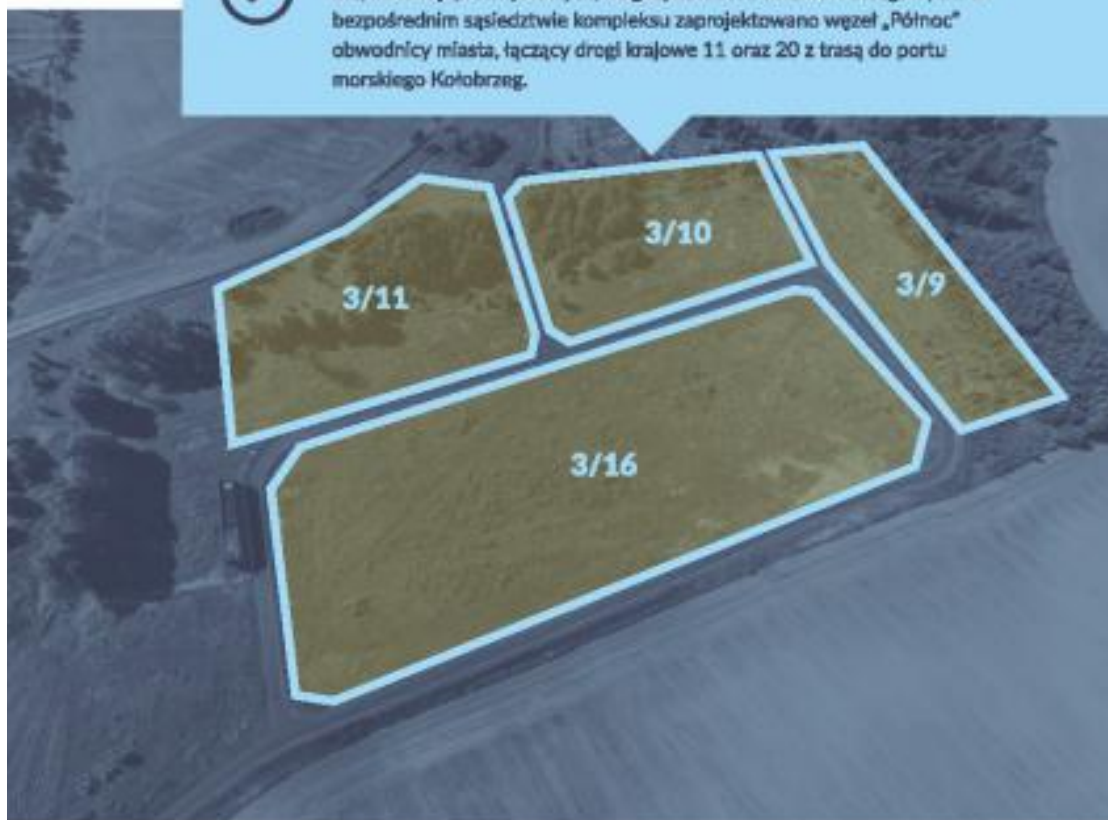 bezpośrednim sąsiedztwie kompleksu zaprojektowano węzeł „Północ”
obwodnicy miasta, łączący drogi krajowe 11 oraz 20 z trasą do portu
morskiego Kołobrzeg.
3/10
3/9
3/11
3/16